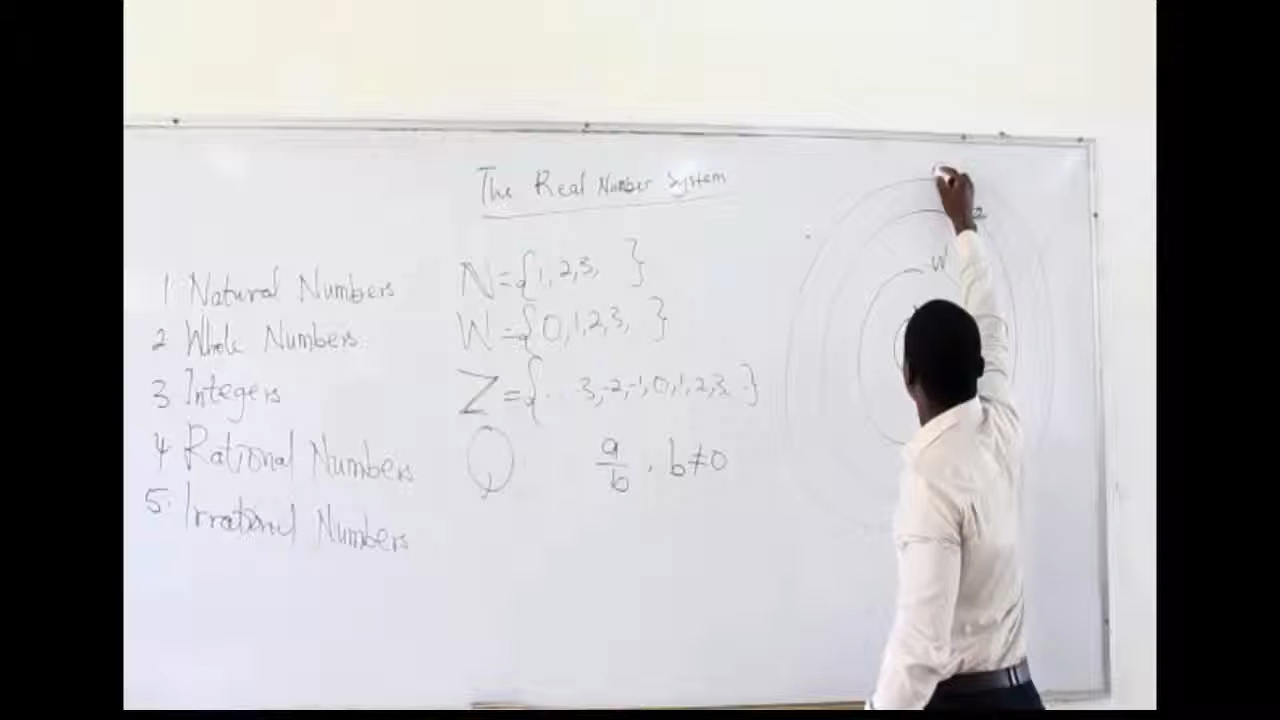 The Real Number System
1 Natural Numbers N={1,2,3, }
2 Whole Numbers W={0,1,2,3, }
3 Integers Z={... 3,-2,-1,0,1,2,3, .}
4 Rational Numbers Q a/b , b≠0
5. Irrational Numbers
W